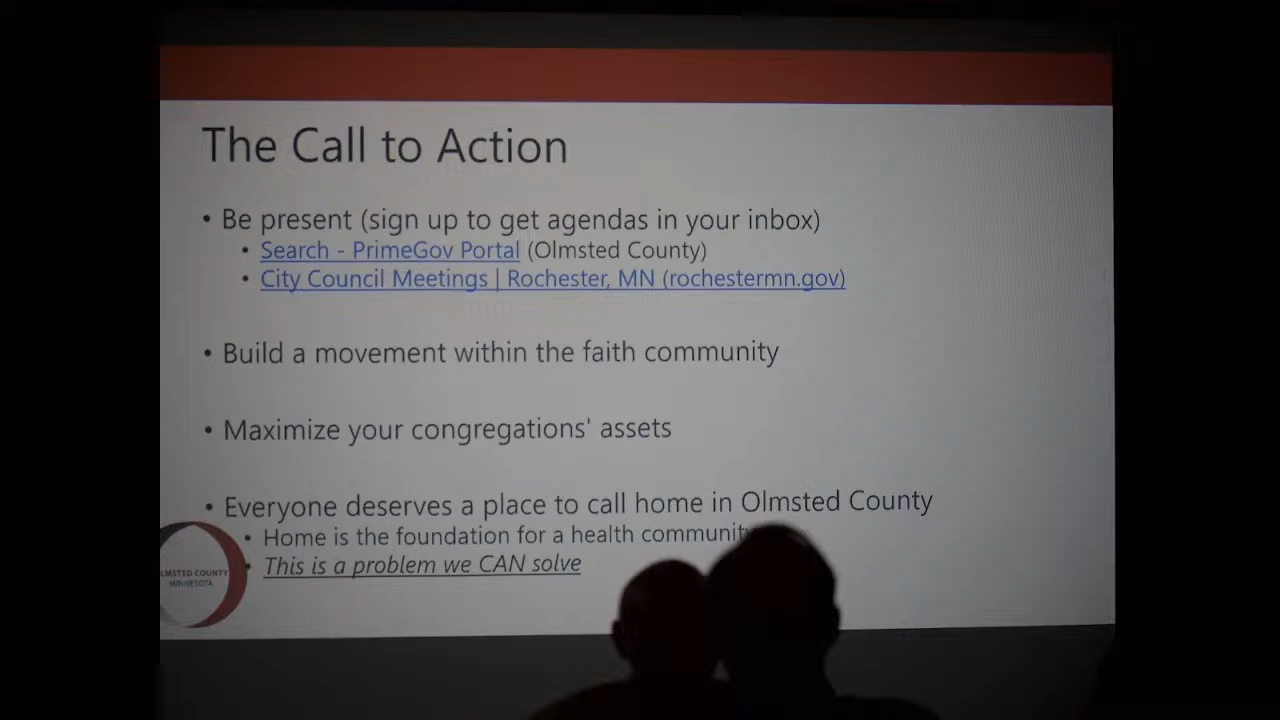 The Call to Action
• Be present (sign up to get agendas in your inbox)
• Search - PrimeGov Portal (Olmsted County)
• City Council Meetings | Rochester, MN (rochestermn.gov)
• Build a movement within the faith community
• Maximize your congregations' assets
• Everyone deserves a place to call home in Olmsted County
• Home is the foundation for a health community
• This is a problem we CAN solve
LMSTED COUNTY
MINNESOTA